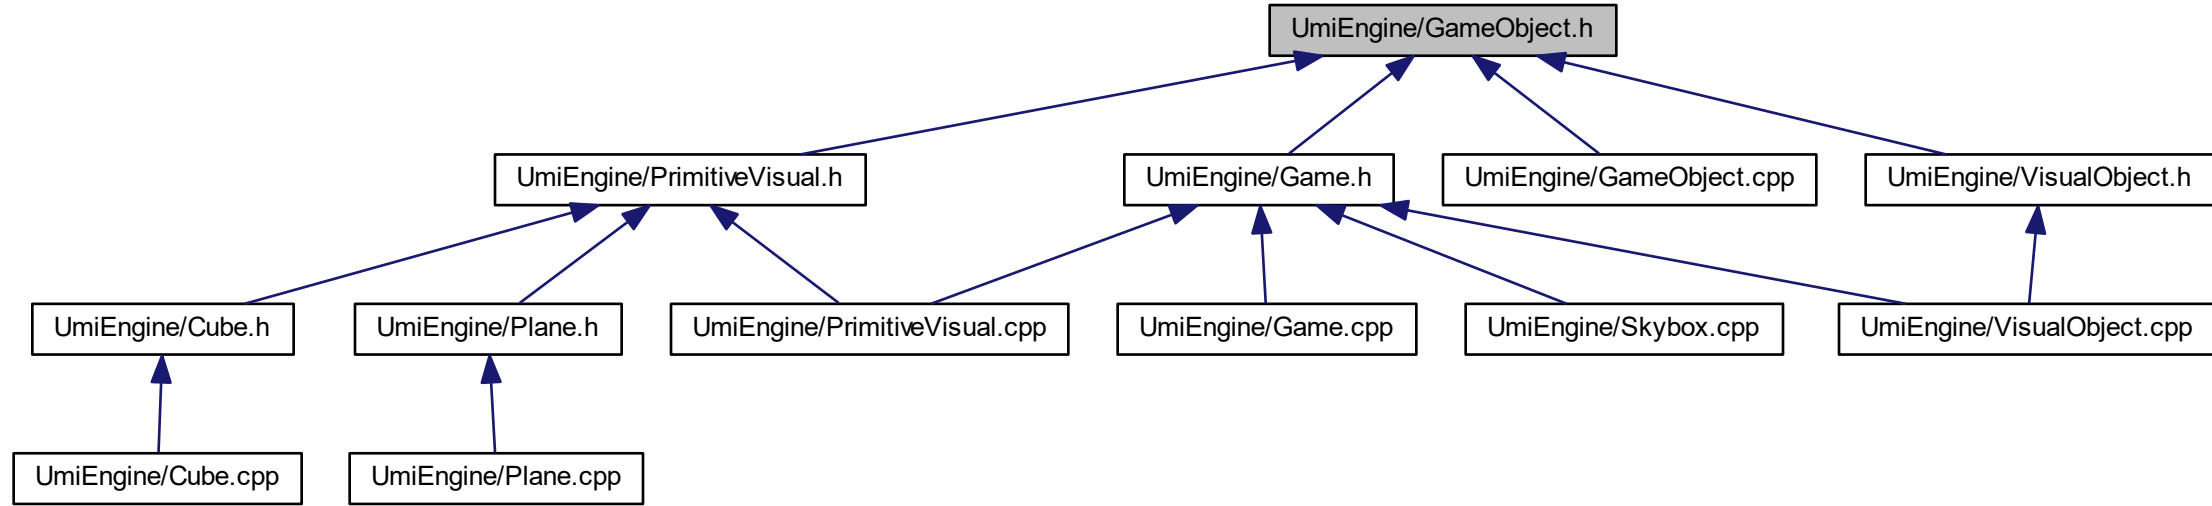 UmiEngine/GameObject.h
UmiEngine/PrimitiveVisual.h
UmiEngine/Game.h
UmiEngine/GameObject.cpp
UmiEngine/VisualObject.h
UmiEngine/Cube.h
UmiEngine/Plane.h
UmiEngine/PrimitiveVisual.cpp
UmiEngine/Game.cpp
UmiEngine/Skybox.cpp
UmiEngine/VisualObject.cpp
UmiEngine/Cube.cpp
UmiEngine/Plane.cpp